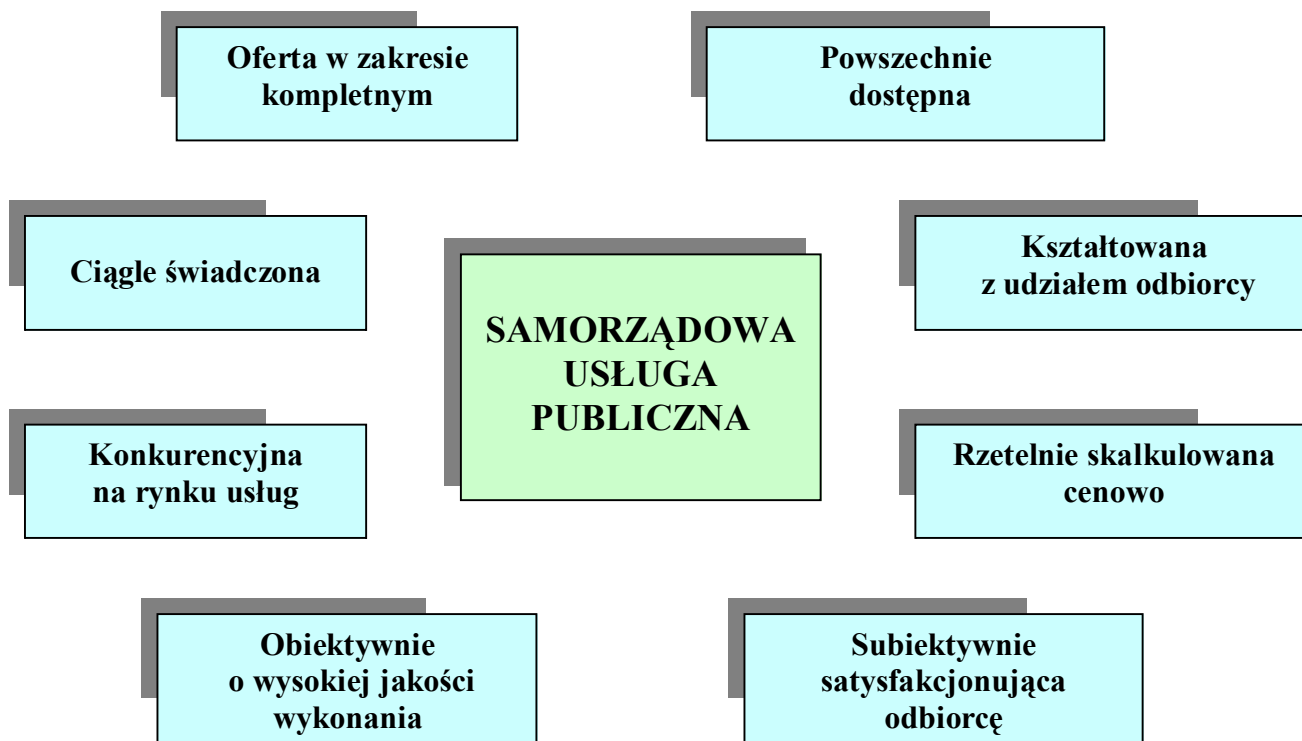 Oferta w zakresie
kompletnym
Powszechnie
dostępna
Ciągle świadczona
Kształtowana
z udziałem odbiorcy
SAMORZĄDOWA
USŁUGA
PUBLICZNA
Konkurencyjna
na rynku usług
Rzetelnie skalkulowana
cenowo
Obiektywnie
o wysokiej jakości
wykonania
Subiektywnie
satysfakcjonująca
odbiorcę